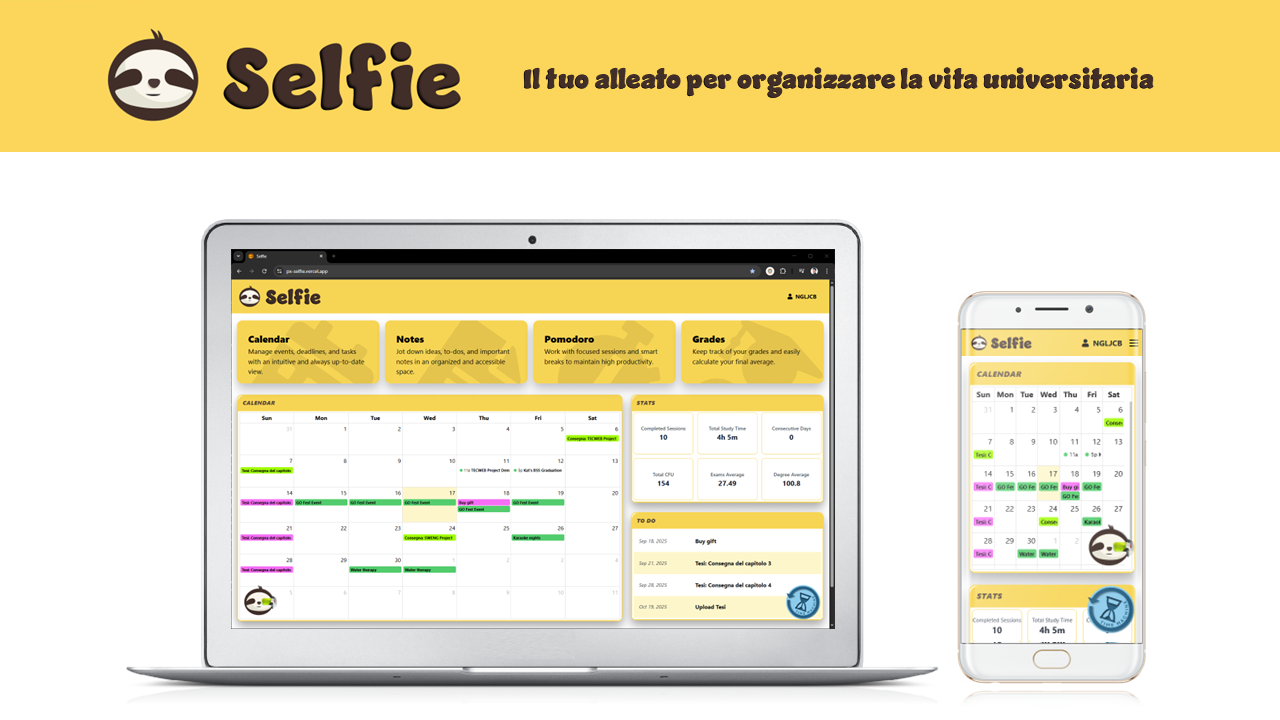 Selfie
Il tuo alleato per organizzare la vita universitaria
Selfie
ps-selfie.vercel.app
Selfie
NGLJCB
Calendar
Manage events, deadlines, and tasks
with an intuitive and always up-to-date
view.
Notes
Jot down ideas, to-dos, and important
notes in an organized and accessible
space.
Pomodoro
Work with focused sessions and smart
breaks to maintain high productivity.
Grades
Keep track of your grades and easily
calculate your final average.
CALENDAR
Sun Mon Tue Wed Thu Fri Sat
31 1 2 3 4 5 6
Consegna TECWEB Project
7 8 9 10 11 12 13
Tesi: Consegna del capitolo
11a TECWEB Project Dem
5p Kat's BSS Graduation
14 15 16 17 18 19 20
Tesi: Consegna del capitolo
GO Fest Event
GO Fest Event
GO Fest Event
Buy gift
GO Fest Event
GO Fest Event
21 22 23 24 25 26 27
Tesi: Consegna del capitolo
Consegna SWENG Project
Karaoke nights
28 29 30 1 2 3 4
Tesi: Consegna del capitolo
Water therapy
Water therapy
5 6 7 8 9 10 11
STATS
Completed Sessions
10
Total Study Time
4h 5m
Consecutive Days
0
Total CFU
154
Exams Average
27.49
Degree Average
100.8
TO DO
Sep 18, 2025 Buy gift
Sep 21, 2025 Tesi: Consegna del capitolo 3
Sep 28, 2025 Tesi: Consegna del capitolo 4
Oct 19, 2025 Upload Tesi
Selfie
NGLJCB
CALENDAR
Sun Mon Tue Wed Thu Fri Sat
31 1 2 3 4 5 6
Conse
7 8 9 10 11 12 13
Tesi: C
11a
5p K
14 15 16 17 18 19 20
Tesi: C
GO Fe
GO Fe
GO Fe
Buy gi
GO Fe
GO Fe
21 22 23 24 25 26 27
Tesi: C
Conse
Karaol
28 29 30 1 2
Tesi: C
Water
Water
STATS
Completed Sessions
10
Total Study Time
4h 5m